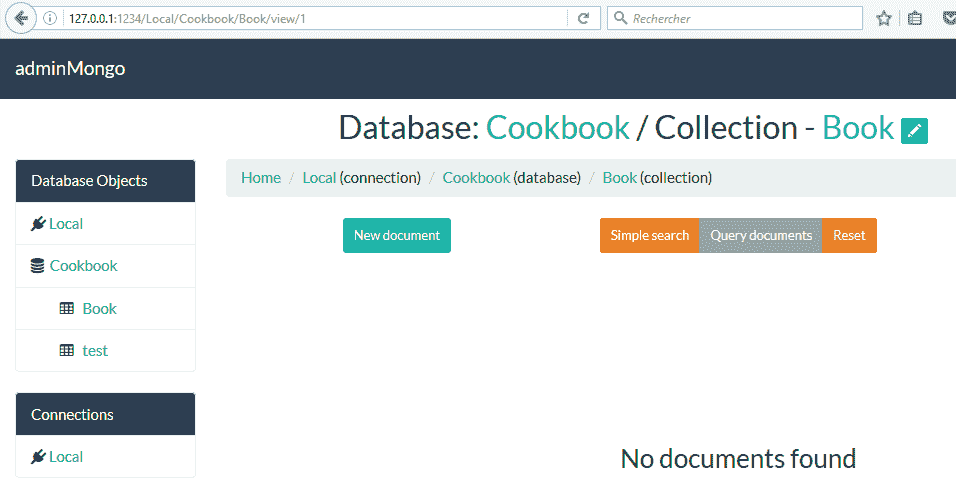 127.0.0.1:1234/Local/Cookbook/Book/view/1
Rechercher
adminMongo
Database: Cookbook / Collection - Book
Database Objects
Home / Local (connection) / Cookbook (database) / Book (collection)
Local
New document
Simple search Query documents Reset
Cookbook
Book
test
Connections
Local
No documents found